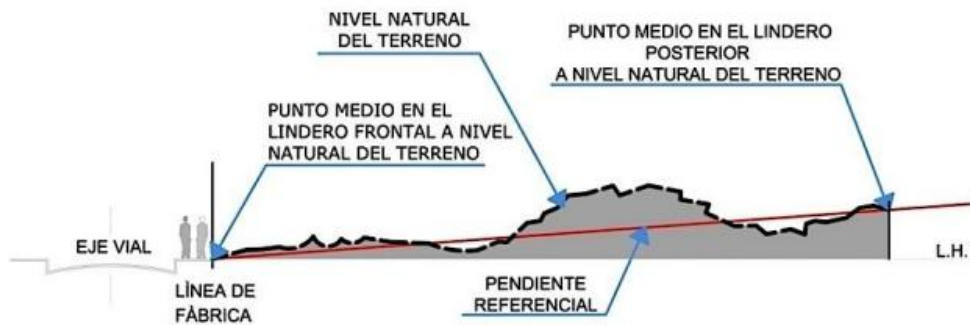 NIVEL NATURAL
DEL TERRENO
PUNTO MEDIO EN EL LINDERO
POSTERIOR
A NIVEL NATURAL DEL TERRENO
PUNTO MEDIO EN EL
LINDERO FRONTAL A NIVEL
NATURAL DEL TERRENO
EJE VIAL
L.H.
LÌNEA DE
FÀBRICA
PENDIENTE
REFERENCIAL